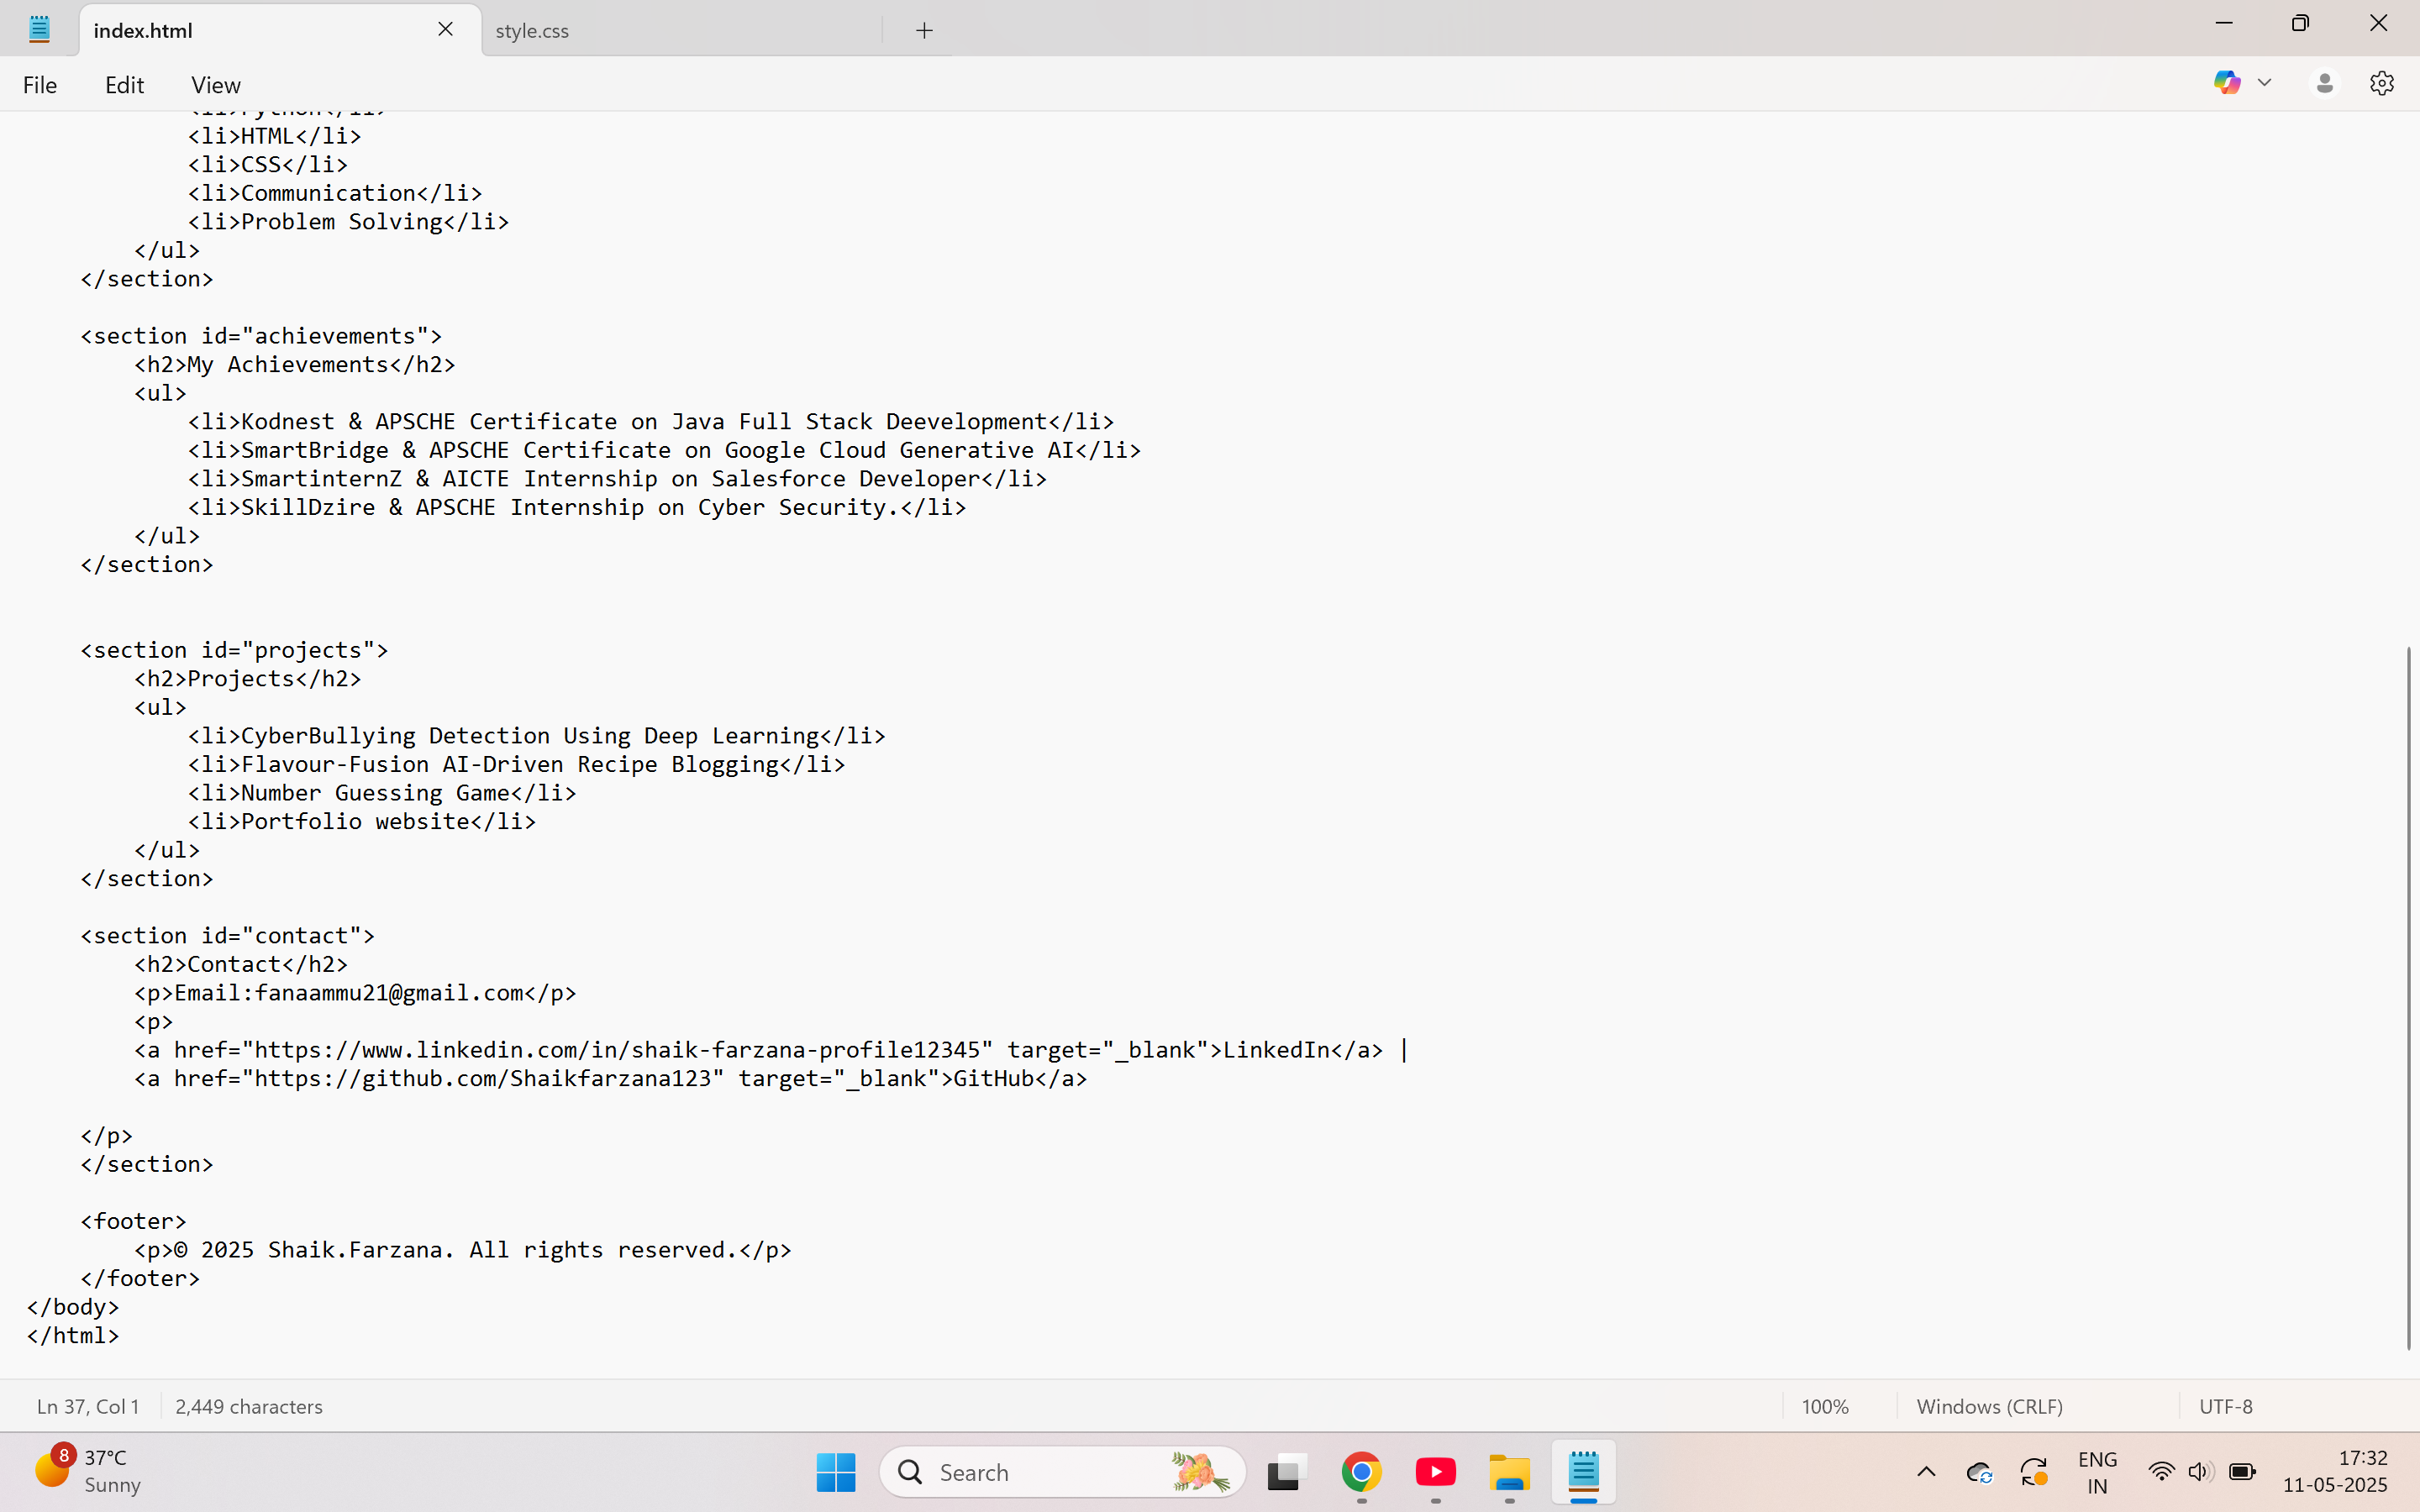 index.html
style.css
File Edit View
<li>Python</li>
<li>HTML</li>
<li>CSS</li>
<li>Communication</li>
<li>Problem Solving</li>
</ul>
</section>
<section id="achievements">
<h2>My Achievements</h2>
<ul>
<li>Kodnest & APSCHE Certificate on Java Full Stack Deevelopment</li>
<li>SmartBridge & APSCHE Certificate on Google Cloud Generative AI</li>
<li>SmartinternZ & AICTE Internship on Salesforce Developer</li>
<li>SkillDzire & APSCHE Internship on Cyber Security.</li>
</ul>
</section>
<section id="projects">
<h2>Projects</h2>
<ul>
<li>CyberBullying Detection Using Deep Learning</li>
<li>Flavour-Fusion AI-Driven Recipe Blogging</li>
<li>Number Guessing Game</li>
<li>Portfolio website</li>
</ul>
</section>
<section id="contact">
<h2>Contact</h2>
<p>Email:fanaammu21@gmail.com</p>
<p>
<a href="https://www.linkedin.com/in/shaik-farzana-profile12345" target="_blank">LinkedIn</a> |
<a href="https://github.com/Shaikfarzana123" target="_blank">GitHub</a>
</p>
</section>
<footer>
<p>© 2025 Shaik.Farzana. All rights reserved.</p>
</footer>
</body>
</html>
Ln 37, Col 1 2,449 characters 100% Windows (CRLF) UTF-8
8
37°C
Sunny
Search
ENG
IN
17:32
11-05-2025